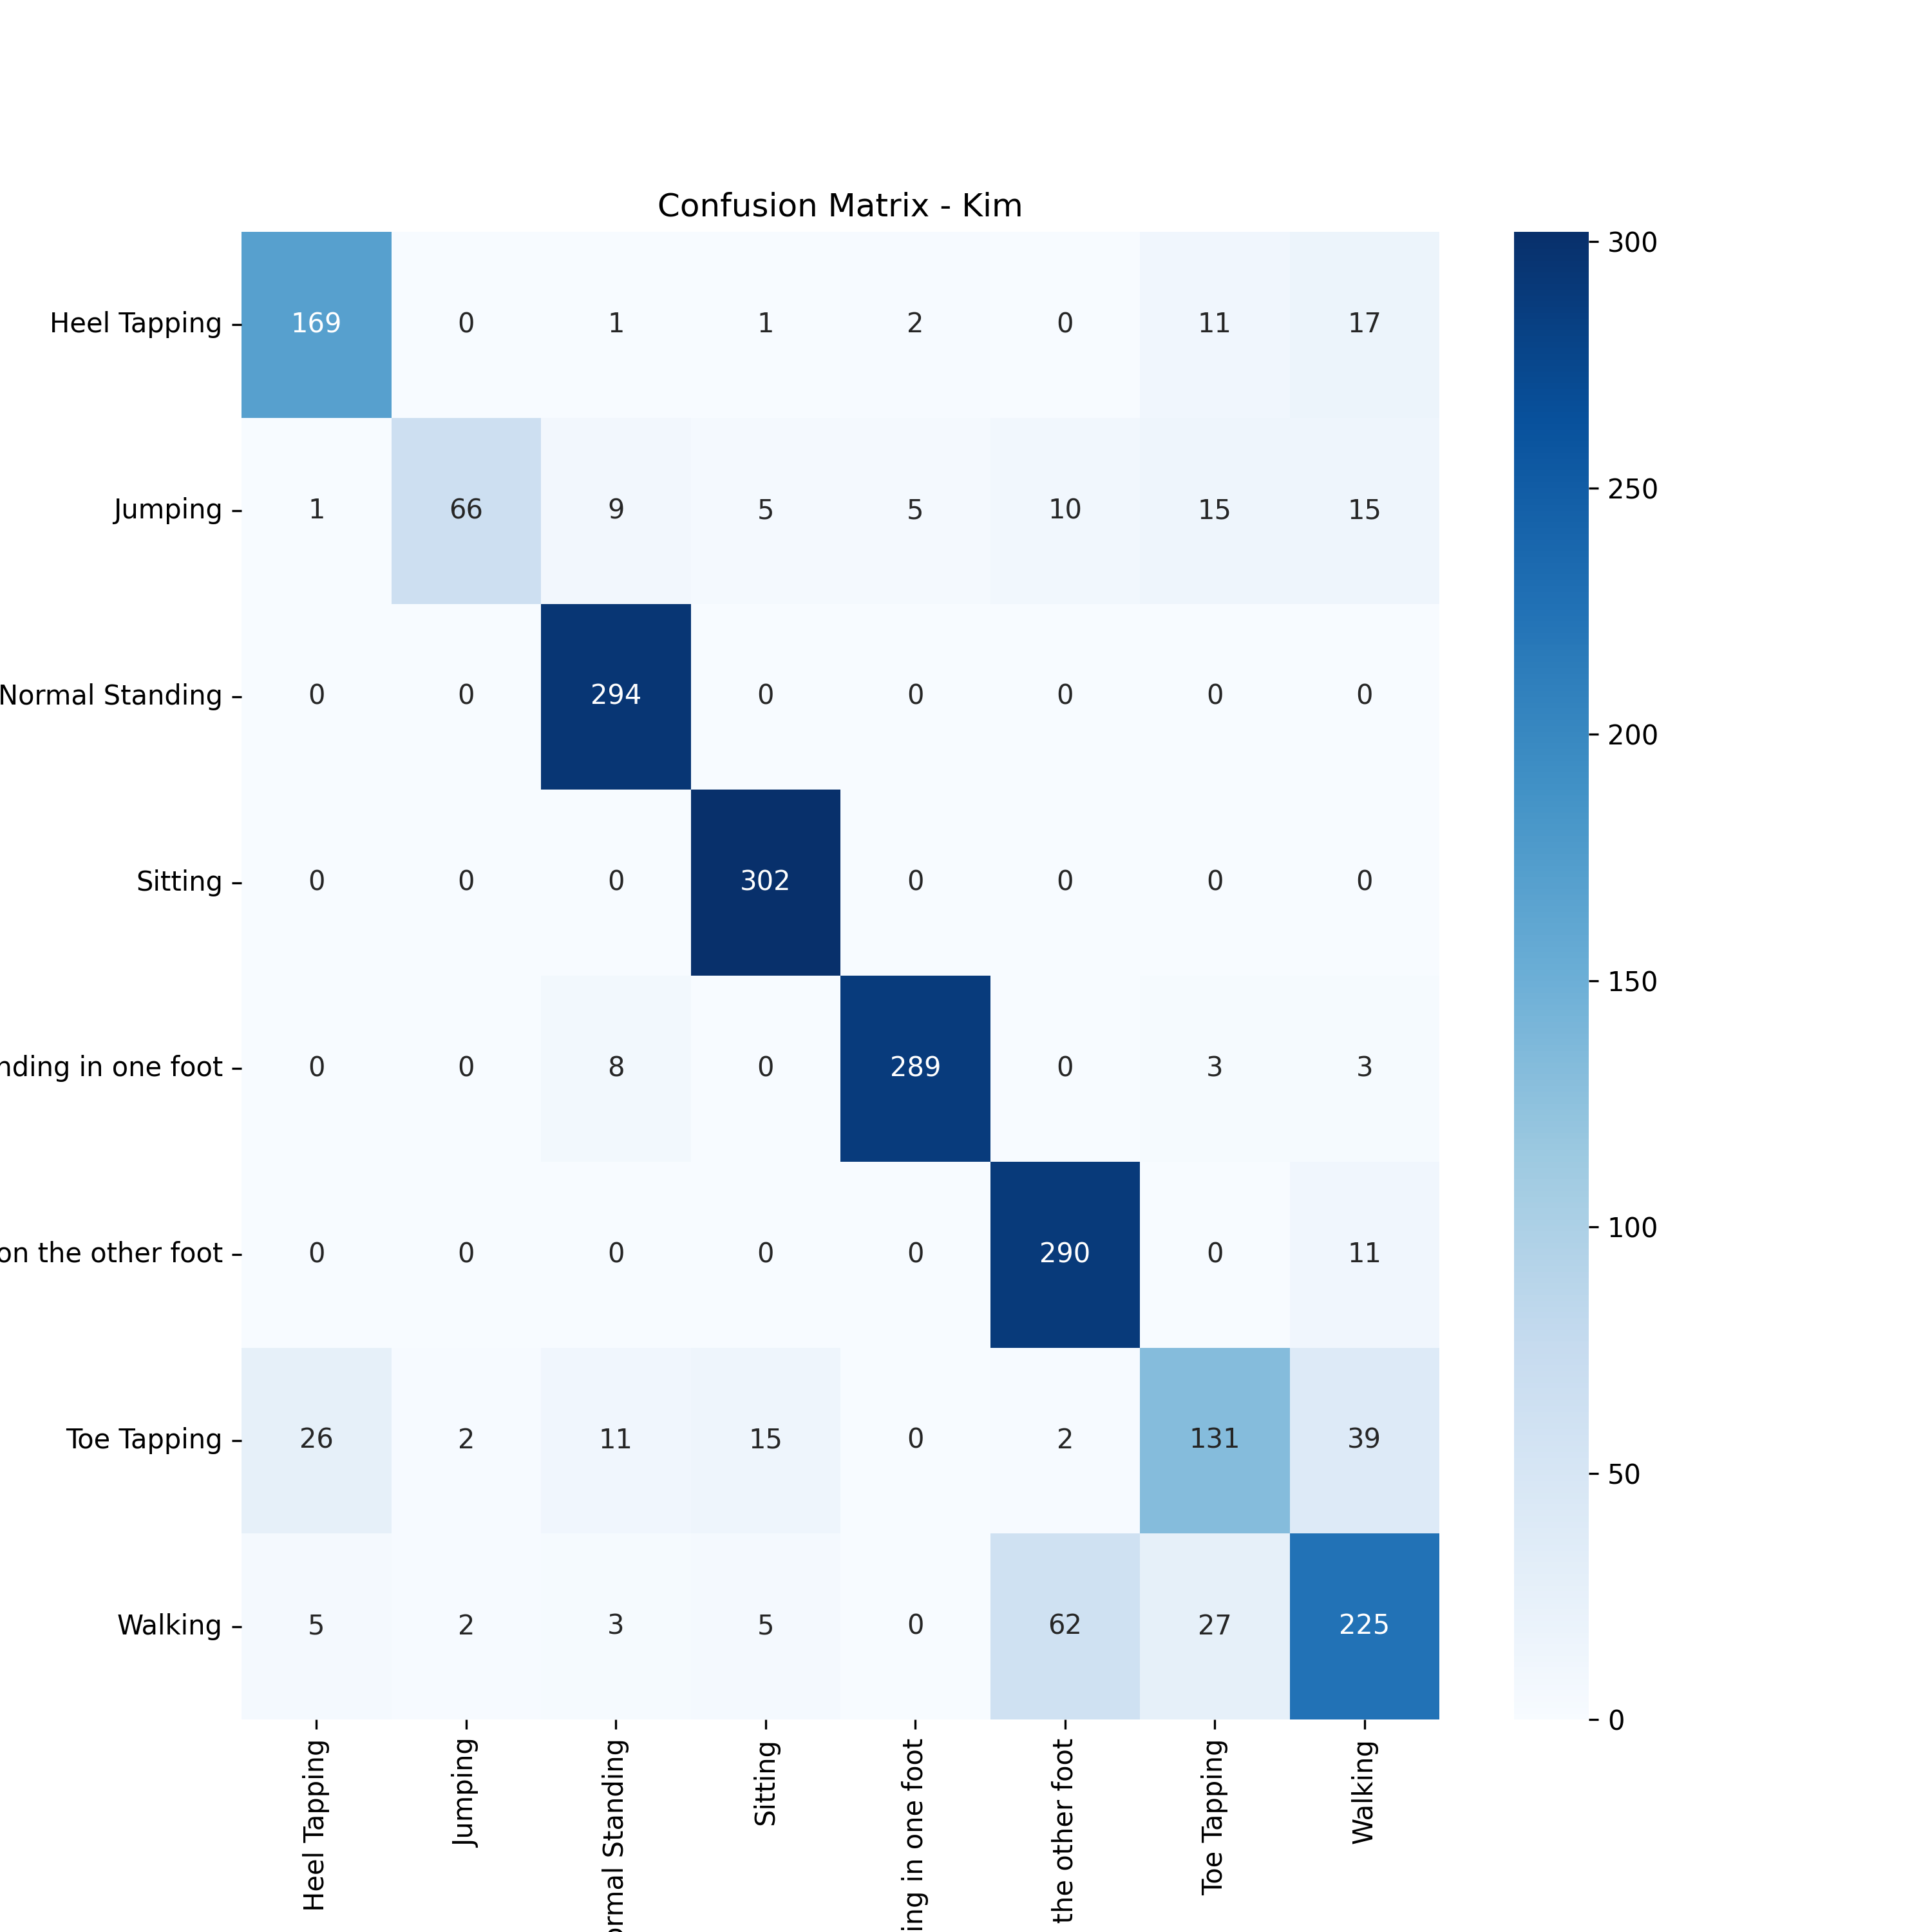 Confusion Matrix - Kim
Heel Tapping 169 0 1 1 2 0 11 17
Jumping 1 66 9 5 5 10 15 15
Normal Standing 0 0 294 0 0 0 0 0
Sitting 0 0 0 302 0 0 0 0
nding in one foot 0 0 8 0 289 0 3 3
on the other foot 0 0 0 0 0 290 0 11
Toe Tapping 26 2 11 15 0 2 131 39
Walking 5 2 3 5 0 62 27 225
Heel Tapping
Jumping
ormal Standing
Sitting
ing in one foot
the other foot
Toe Tapping
Walking
300
250
200
150
100
50
0